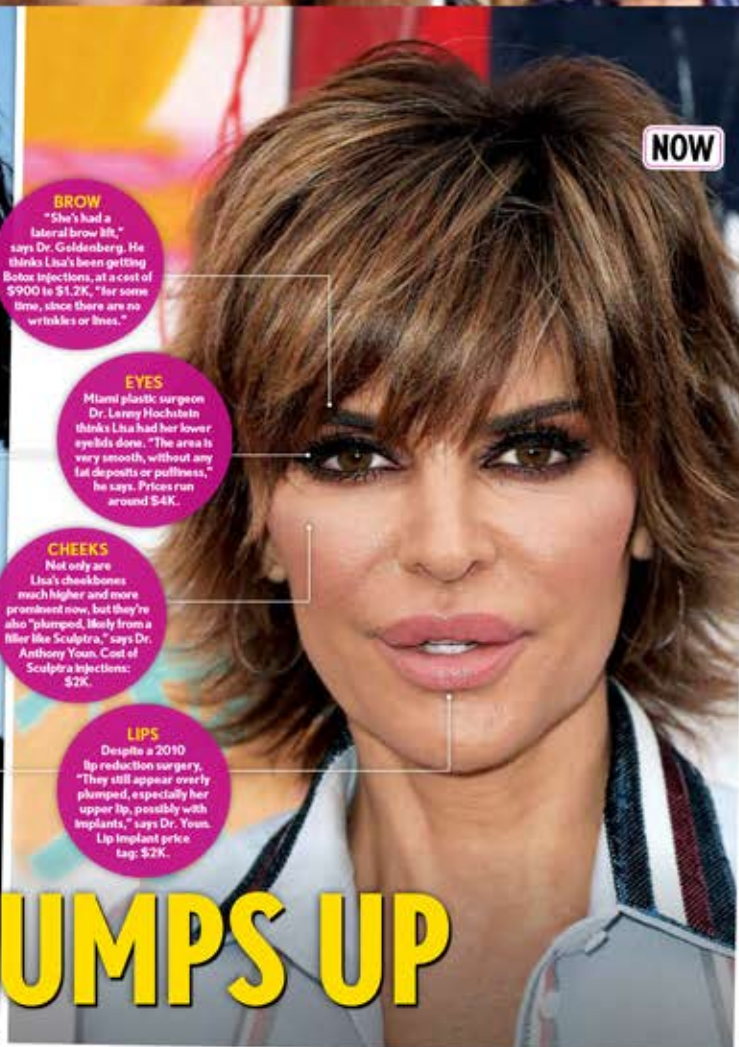 NOW
BROW
"She's had a
lateral brow lift,"
says Dr. Goldenberg. He
thinks Lisa's been getting
Botox injections, at a cost of
$900 to $1.2K, "for some
time, since there are no
wrinkles or lines."
EYES
Miami plastic surgeon
Dr. Lenny Hochstein
thinks Lisa had her lower
eyelids done. "The area is
very smooth, without any
fat deposits or puffiness,"
he says. Prices run
around $4K.
CHEEKS
Not only are
Lisa's cheekbones
much higher and more
prominent now, but they're
also "plumped, likely from a
filler like Sculptra," says Dr.
Anthony Youn. Cost of
Sculptra injections:
$2K.
LIPS
Despite a 2010
lip reduction surgery,
"They still appear overly
plumped, especially her
upper lip, possibly with
implants," says Dr. Youn.
Lip implant price
tag: $2K.
UMPS UP